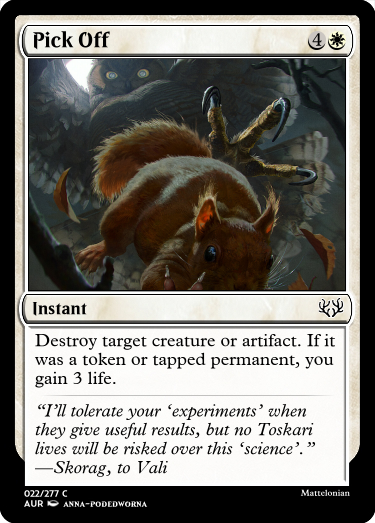 Pick Off 4
Instant
Destroy target creature or artifact. If it
was a token or tapped permanent, you
gain 3 life.
“I’ll tolerate your ‘experiments’ when
they give useful results, but no Toskari
lives will be risked over this ‘science’.”
—Skorag, to Vali
022/277 C
Mattelonian
AUR ANNA-PODEDWORNA